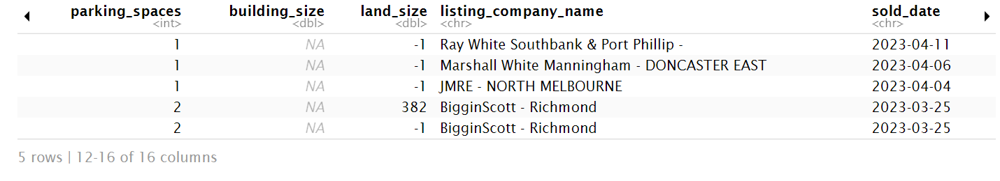 parking_spaces building_size land_size listing_company_name sold_date
<int> <dbl> <dbl> <chr> <chr>
1 NA -1 Ray White Southbank & Port Phillip - 2023-04-11
1 NA -1 Marshall White Manningham - DONCASTER EAST 2023-04-06
1 NA -1 JMRE - NORTH MELBOURNE 2023-04-04
2 NA 382 BigginScott - Richmond 2023-03-25
2 NA -1 BigginScott - Richmond 2023-03-25
5 rows | 12-16 of 16 columns